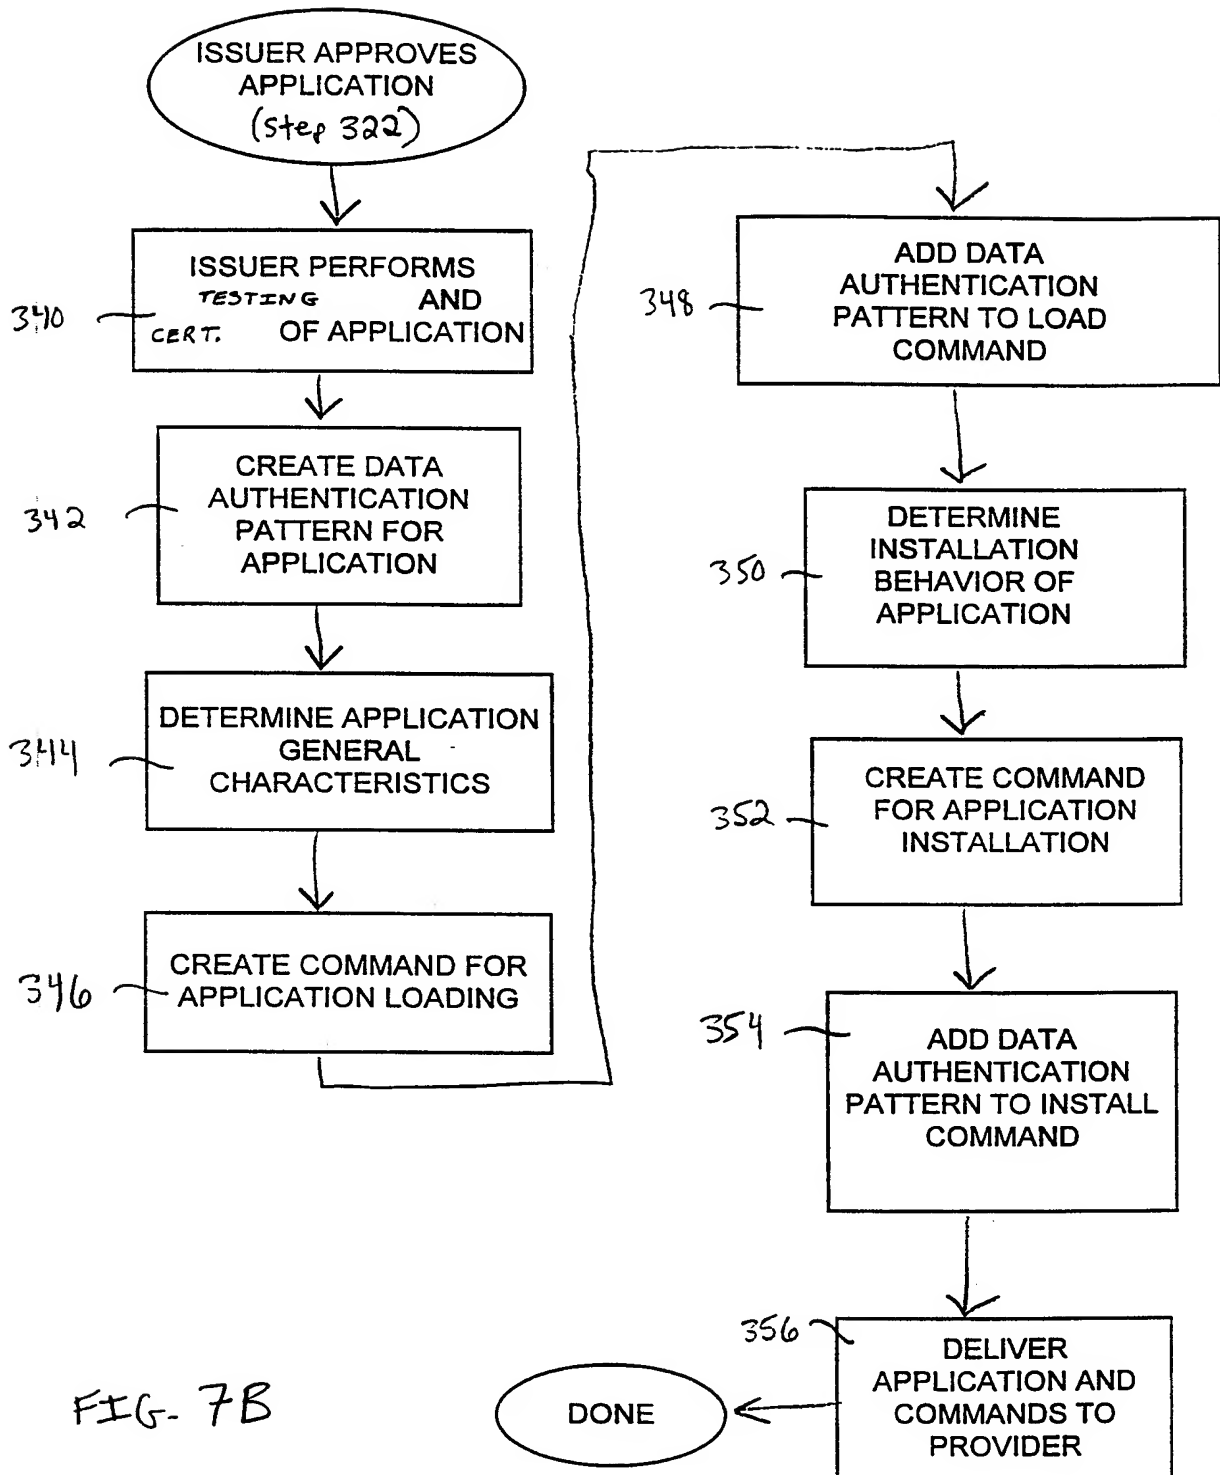 ISSUER APPROVES
APPLICATION
(step 322)
340
ISSUER PERFORMS
TESTING AND
CERT. OF APPLICATION
342
CREATE DATA
AUTHENTICATION
PATTERN FOR
APPLICATION
344
DETERMINE APPLICATION
GENERAL
CHARACTERISTICS
346
CREATE COMMAND FOR
APPLICATION LOADING
348
ADD DATA
AUTHENTICATION
PATTERN TO LOAD
COMMAND
350
DETERMINE
INSTALLATION
BEHAVIOR OF
APPLICATION
352
CREATE COMMAND
FOR APPLICATION
INSTALLATION
354
ADD DATA
AUTHENTICATION
PATTERN TO INSTALL
COMMAND
356
DELIVER
APPLICATION AND
COMMANDS TO
PROVIDER
DONE
FIG. 7B